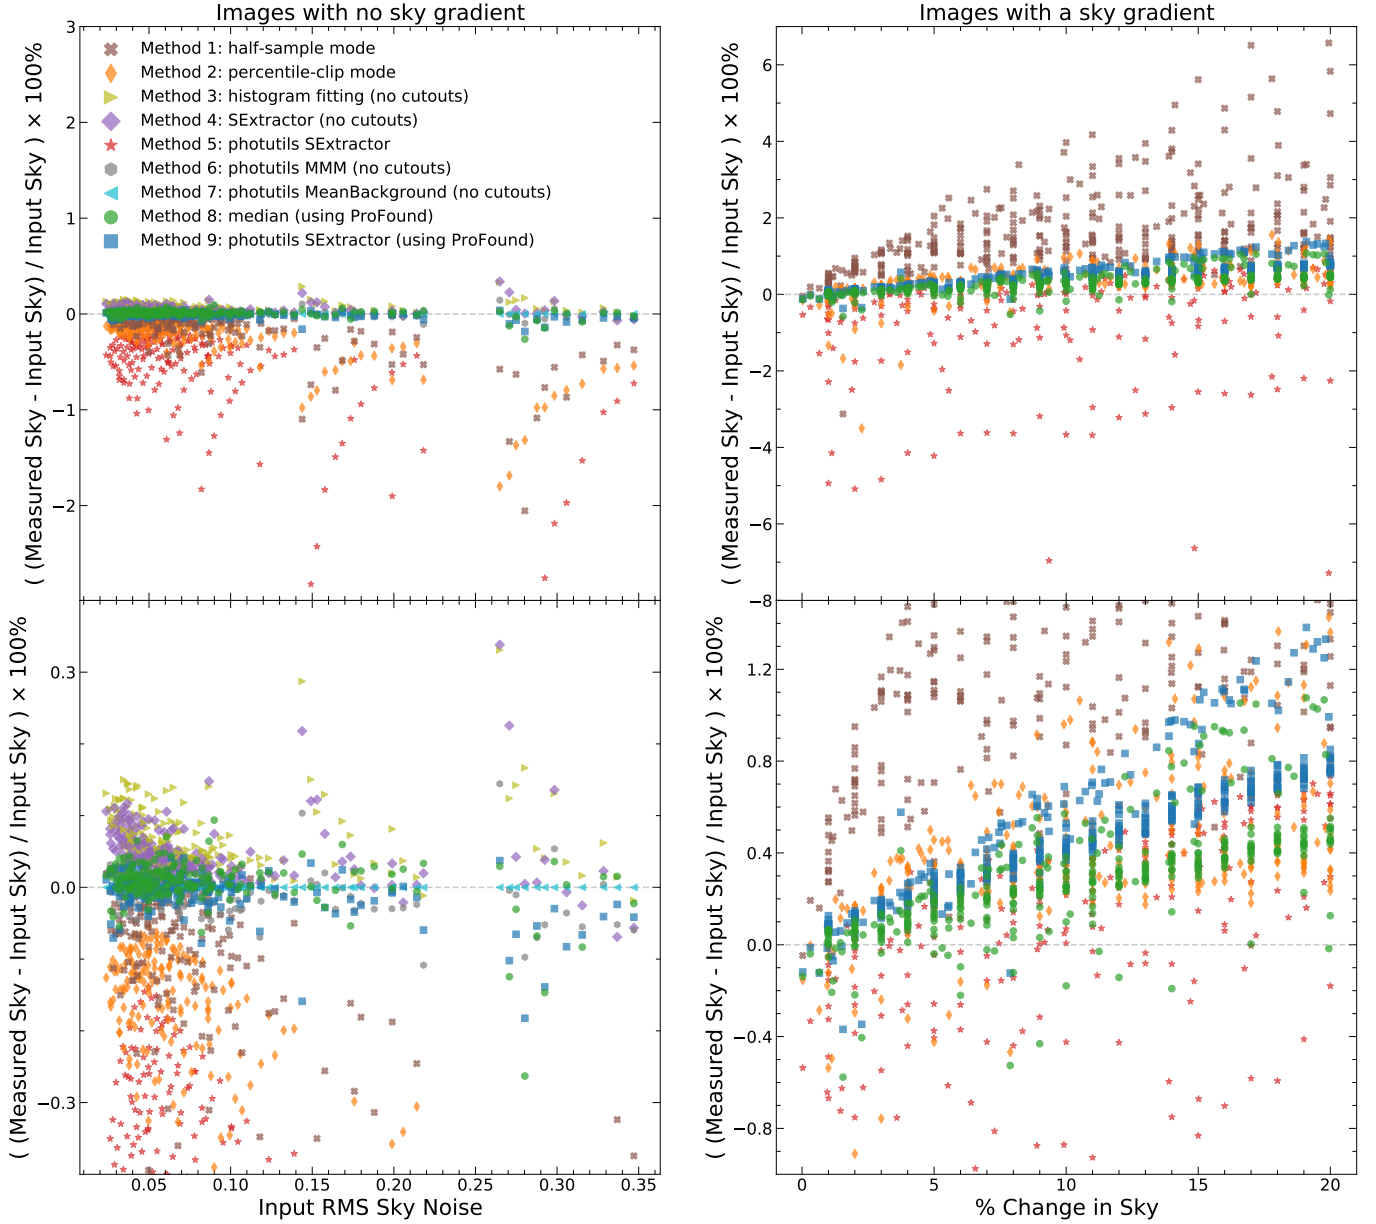 Images with no sky gradient
Images with a sky gradient
( (Measured Sky - Input Sky) / Input Sky ) × 100%
3
2
1
0
−1
−2
Method 1: half-sample mode
Method 2: percentile-clip mode
Method 3: histogram fitting (no cutouts)
Method 4: SExtractor (no cutouts)
Method 5: photutils SExtractor
Method 6: photutils MMM (no cutouts)
Method 7: photutils MeanBackground (no cutouts)
Method 8: median (using ProFound)
Method 9: photutils SExtractor (using ProFound)
( (Measured Sky - Input Sky) / Input Sky ) × 100%
6
4
2
0
−2
−4
−6
−8
( (Measured Sky - Input Sky) / Input Sky ) × 100%
0.3
0.0
−0.3
0.05 0.10 0.15 0.20 0.25 0.30 0.35
Input RMS Sky Noise
( (Measured Sky - Input Sky) / Input Sky ) × 100%
1.2
0.8
0.4
0.0
−0.4
−0.8
0 5 10 15 20
% Change in Sky